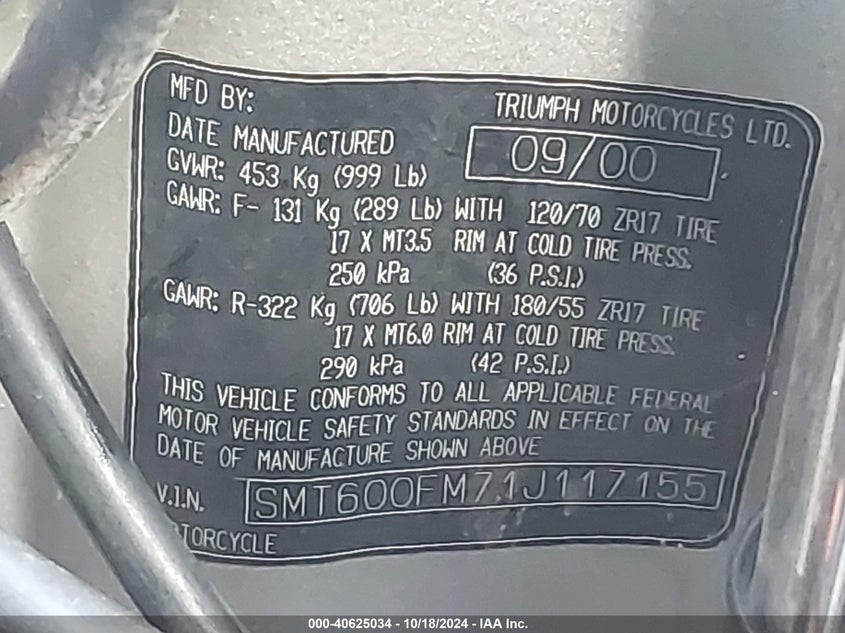 MFD BY: TRIUMPH MOTORCYCLES LTD.
DATE MANUFACTURED 09/00
GVWR: 453 Kg (999 Lb)
GAWR: F- 131 Kg (289 Lb) WITH 120/70 ZR17 TIRE
17 X MT3.5 RIM AT COLD TIRE PRESS.
250 kPa (36 P.S.I.)
GAWR: R-322 Kg (706 Lb) WITH 180/55 ZR17 TIRE
17 X MT6.0 RIM AT COLD TIRE PRESS.
290 kPa (42 P.S.I.)
THIS VEHICLE CONFORMS TO ALL APPLICABLE FEDERAL
MOTOR VEHICLE SAFETY STANDARDS IN EFFECT ON THE
DATE OF MANUFACTURE SHOWN ABOVE
V.I.N. SMT600FM71J117155
TORCYCLE
000-40625034 - 10/18/2024 - IAA Inc.